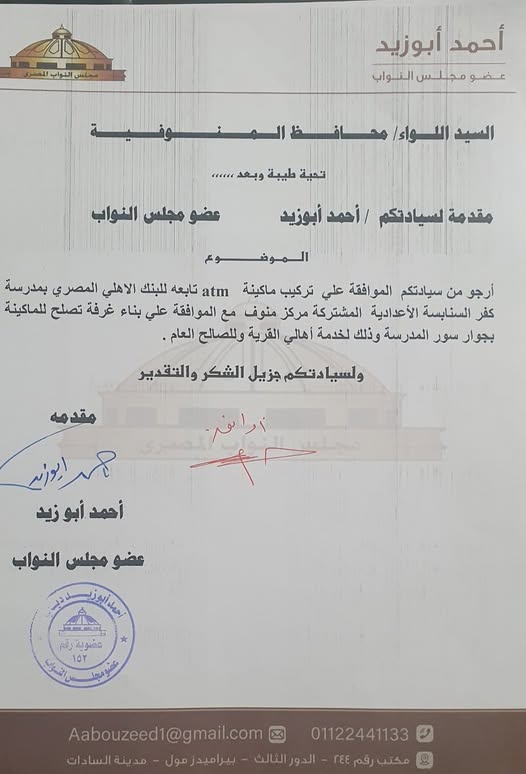 أحمد أبوزيد
عضو مجلس النواب
مجلس النواب المصري
السيد اللواء/ محافظ المنوفية
تحية طيبة وبعد ,,,,,,
مقدمة لسيادتكم / أحمد أبوزيد عضو مجلس النواب
الموضوع
أرجو من سيادتكم الموافقة علي تركيب ماكينة atm تابعه للبنك الاهلي المصري بمدرسة
كفر السنابسة الأعدادية المشتركة مركز منوف مع الموافقة علي بناء غرفة تصلح للماكينة
بجوار سور المدرسة وذلك لخدمة أهالي القرية وللصالح العام .
ولسيادتكم جزيل الشكر والتقدير
مجلس النواب المصري
مقدمه
احمد ابوزيد
أحمد أبو زيد
عضو مجلس النواب
أحمد أبوزيد
عضوية رقم
١٥٢
عضو مجلس النواب
01122441133 Aabouzeed1@gmail.com
مكتب رقم ٢٤٤ - الدور الثالث - بيراميدز مول - مدينة السادات